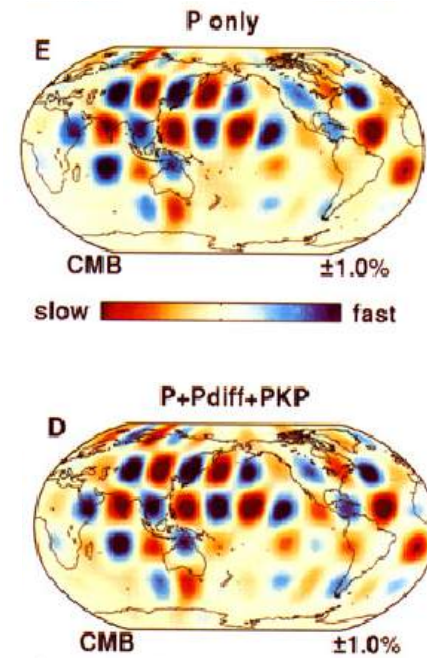 P only
E
CMB ±1.0%
slow fast
P+Pdiff+PKP
D
CMB ±1.0%